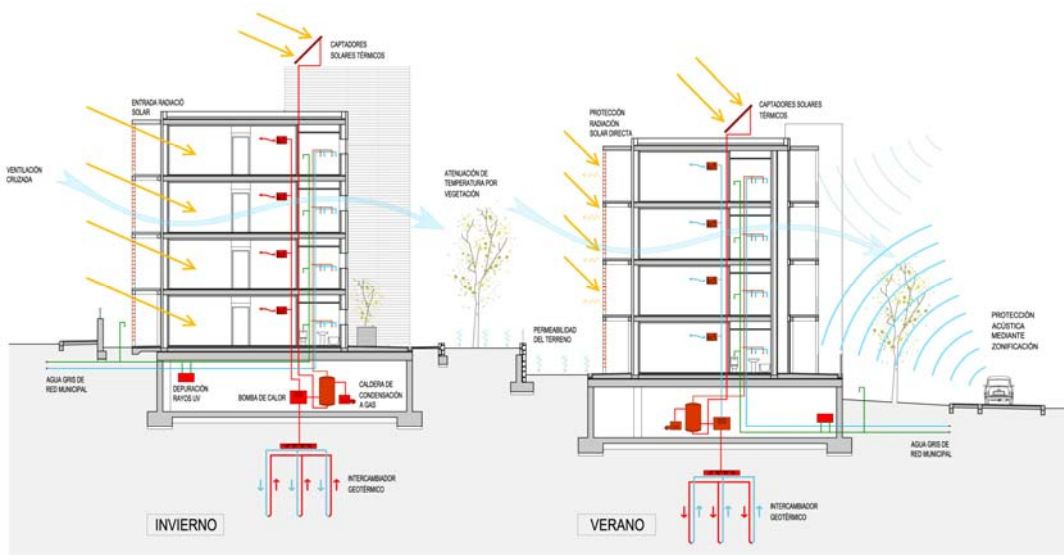 CAPTADORES
SOLARES TÉRMICOS
ENTRADA RADIACIÓ
SOLAR
VENTILACIÓN
CRUZADA
ATENUACIÓN DE
TEMPERATURA POR
VEGETACIÓN
AGUA GRIS DE
RED MUNICIPAL
DEPURACIÓN
RAYOS UV
BOMBA DE CALOR
CALDERA DE
CONDENSACIÓN
A GAS
INTERCAMBIADOR
GEOTÉRMICO
INVIERNO
PROTECCIÓN
RADIACIÓN
SOLAR DIRECTA
CAPTADORES SOLARES
TÉRMICOS
PERMEABILIDAD
DEL TERRENO
PROTECCIÓN
ACÚSTICA
MEDIANTE
ZONIFICACIÓN
AGUA GRIS DE
RED MUNICIPAL
INTERCAMBIADOR
GEOTÉRMICO
VERANO